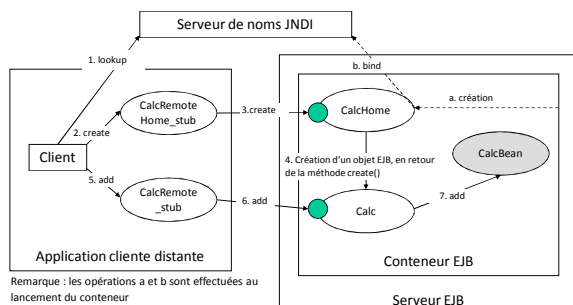 Serveur de noms JNDI
1. lookup
b. bind
CalcRemote
Home_stub
3.create
CalcHome
a. création
2. create
Client
4. Création d'un objet EJB, en retour
de la méthode create()
CalcBean
5. add
CalcRemote
_stub
6. add
Calc
7. add
Application cliente distante
Conteneur EJB
Remarque : les opérations a et b sont effectuées au
lancement du conteneur
Serveur EJB